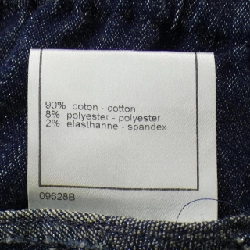 90% coton - cotton
8% polyester - polyester
2% elasthanne - spandex
09628B